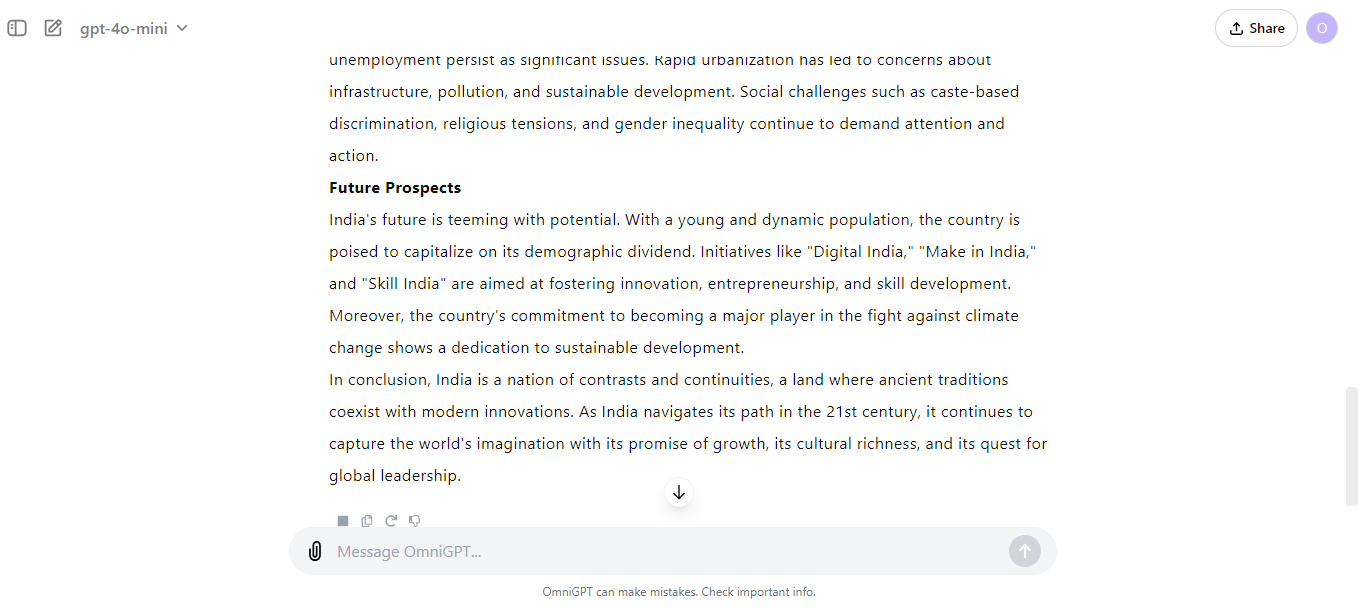 gpt-4o-mini
Share
O
unemployment persist as significant issues. Rapid urbanization has led to concerns about
infrastructure, pollution, and sustainable development. Social challenges such as caste-based
discrimination, religious tensions, and gender inequality continue to demand attention and
action.
Future Prospects
India's future is teeming with potential. With a young and dynamic population, the country is
poised to capitalize on its demographic dividend. Initiatives like "Digital India," "Make in India,"
and "Skill India" are aimed at fostering innovation, entrepreneurship, and skill development.
Moreover, the country's commitment to becoming a major player in the fight against climate
change shows a dedication to sustainable development.
In conclusion, India is a nation of contrasts and continuities, a land where ancient traditions
coexist with modern innovations. As India navigates its path in the 21st century, it continues to
capture the world's imagination with its promise of growth, its cultural richness, and its quest for
global leadership.
Message OmniGPT...
OmniGPT can make mistakes. Check important info.